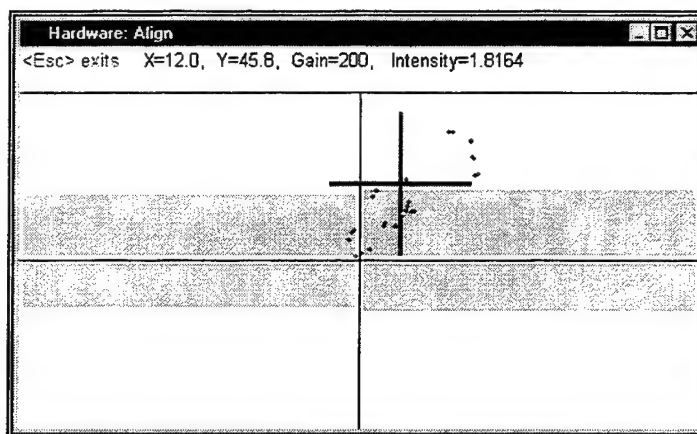 Hardware: Align
<Esc> exits X=12.0, Y=45.8, Gain=200, Intensity=1.8164